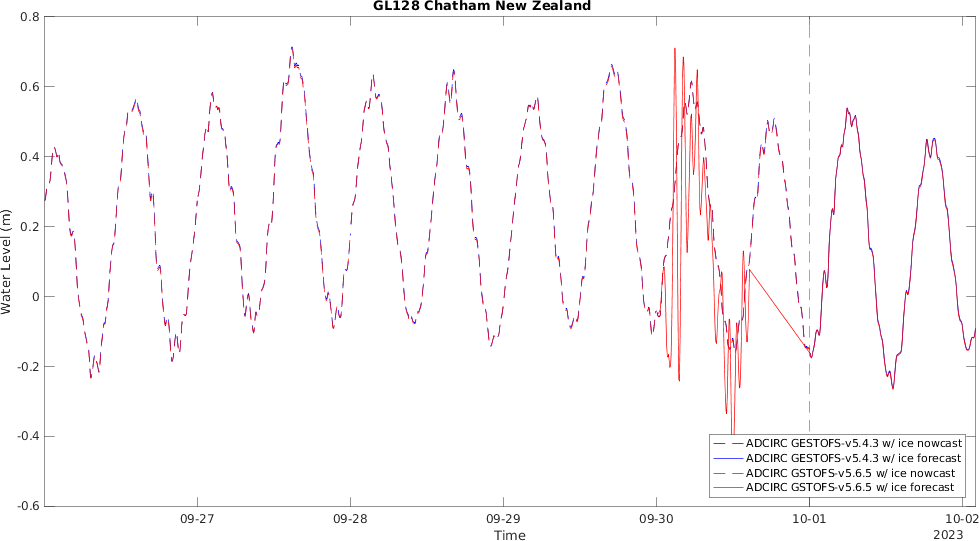 GL128 Chatham New Zealand
0.8
0.6
0.4
0.2
0
-0.2
-0.4
-0.6
Water Level (m)
ADCIRC GESTOFS-v5.4.3 w/ ice nowcast
ADCIRC GESTOFS-v5.4.3 w/ ice forecast
ADCIRC GSTOFS-v5.6.5 w/ ice nowcast
ADCIRC GSTOFS-v5.6.5 w/ ice forecast
09-27 09-28 09-29 09-30 10-01 10-02
Time 2023